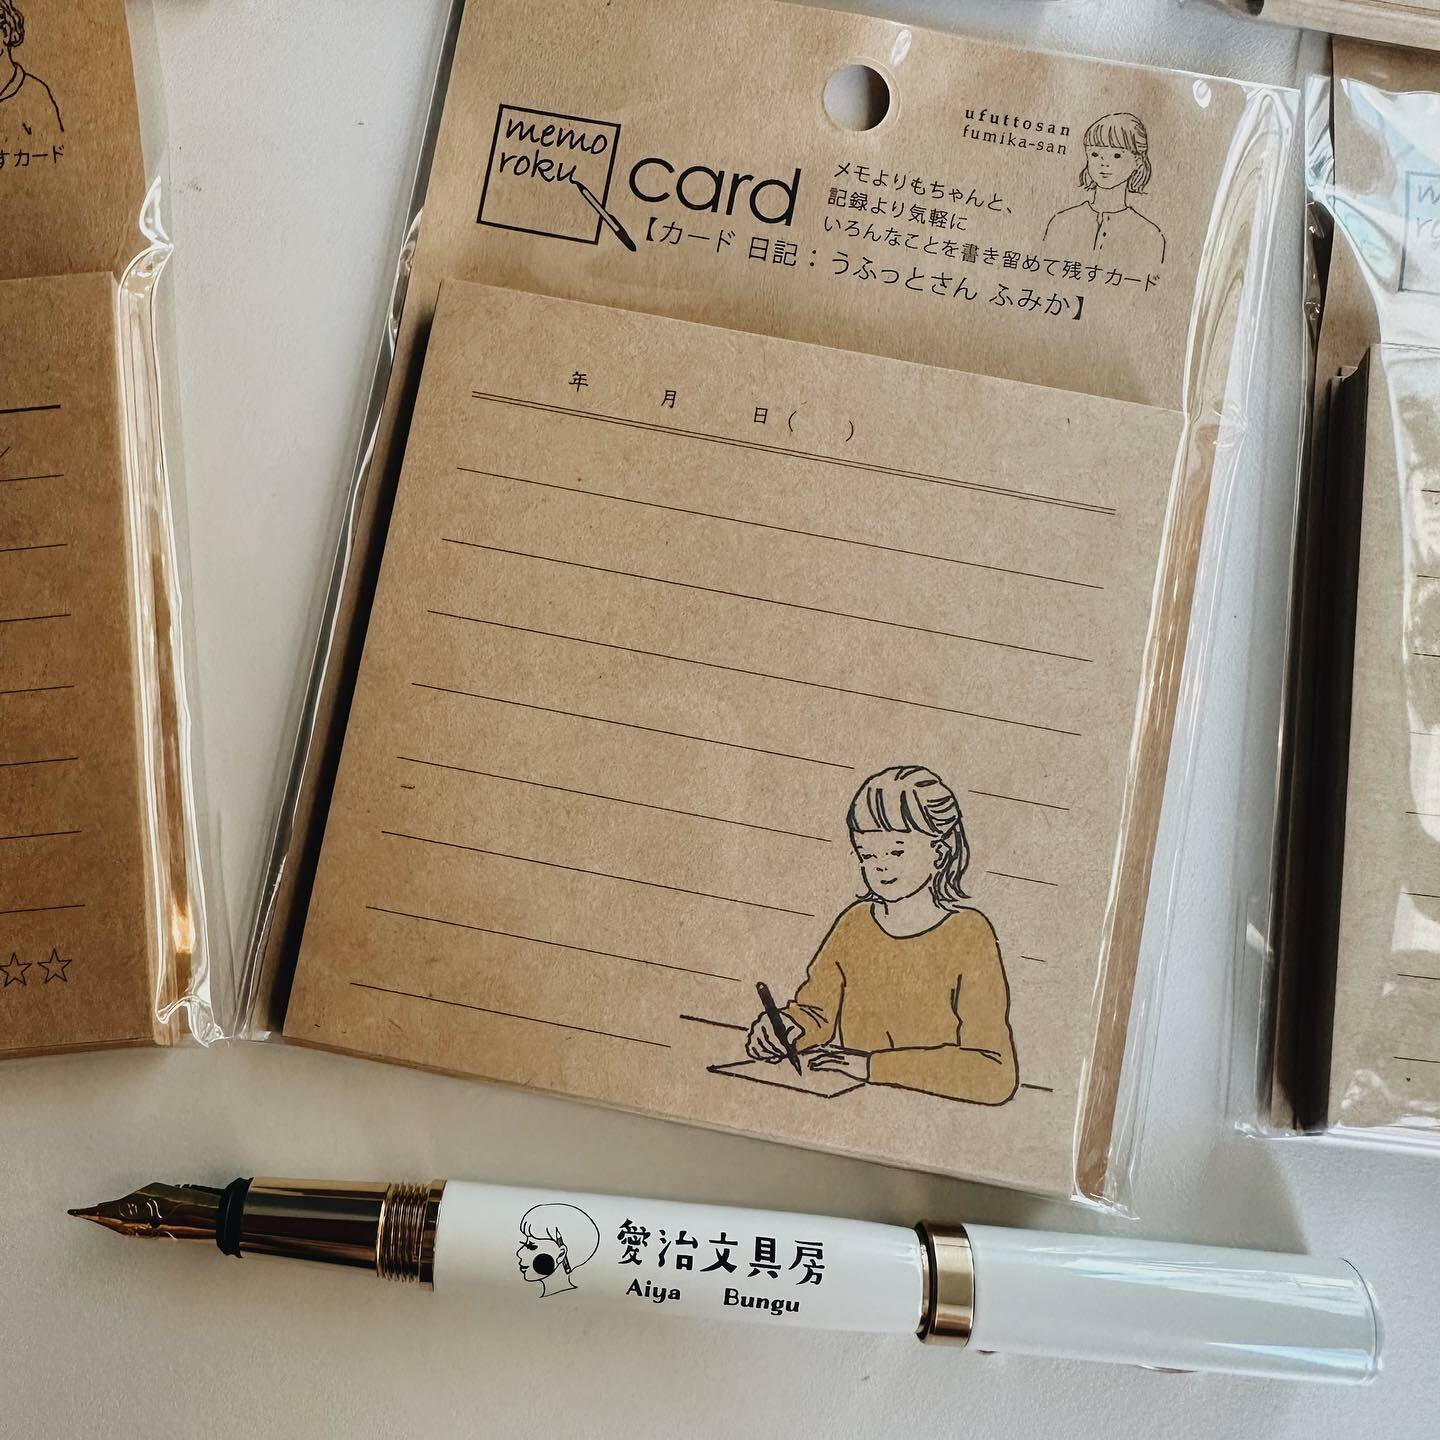 すカード
memo
roku
card
ufuttosan
fumika-san
メモよりもちゃんと、
記録より気軽に
いろんなことを書き留めて残すカード
【カード 日記：うふっとさん ふみか】
年 月 日( )
☆☆
愛治文具房
Aiya Bungu